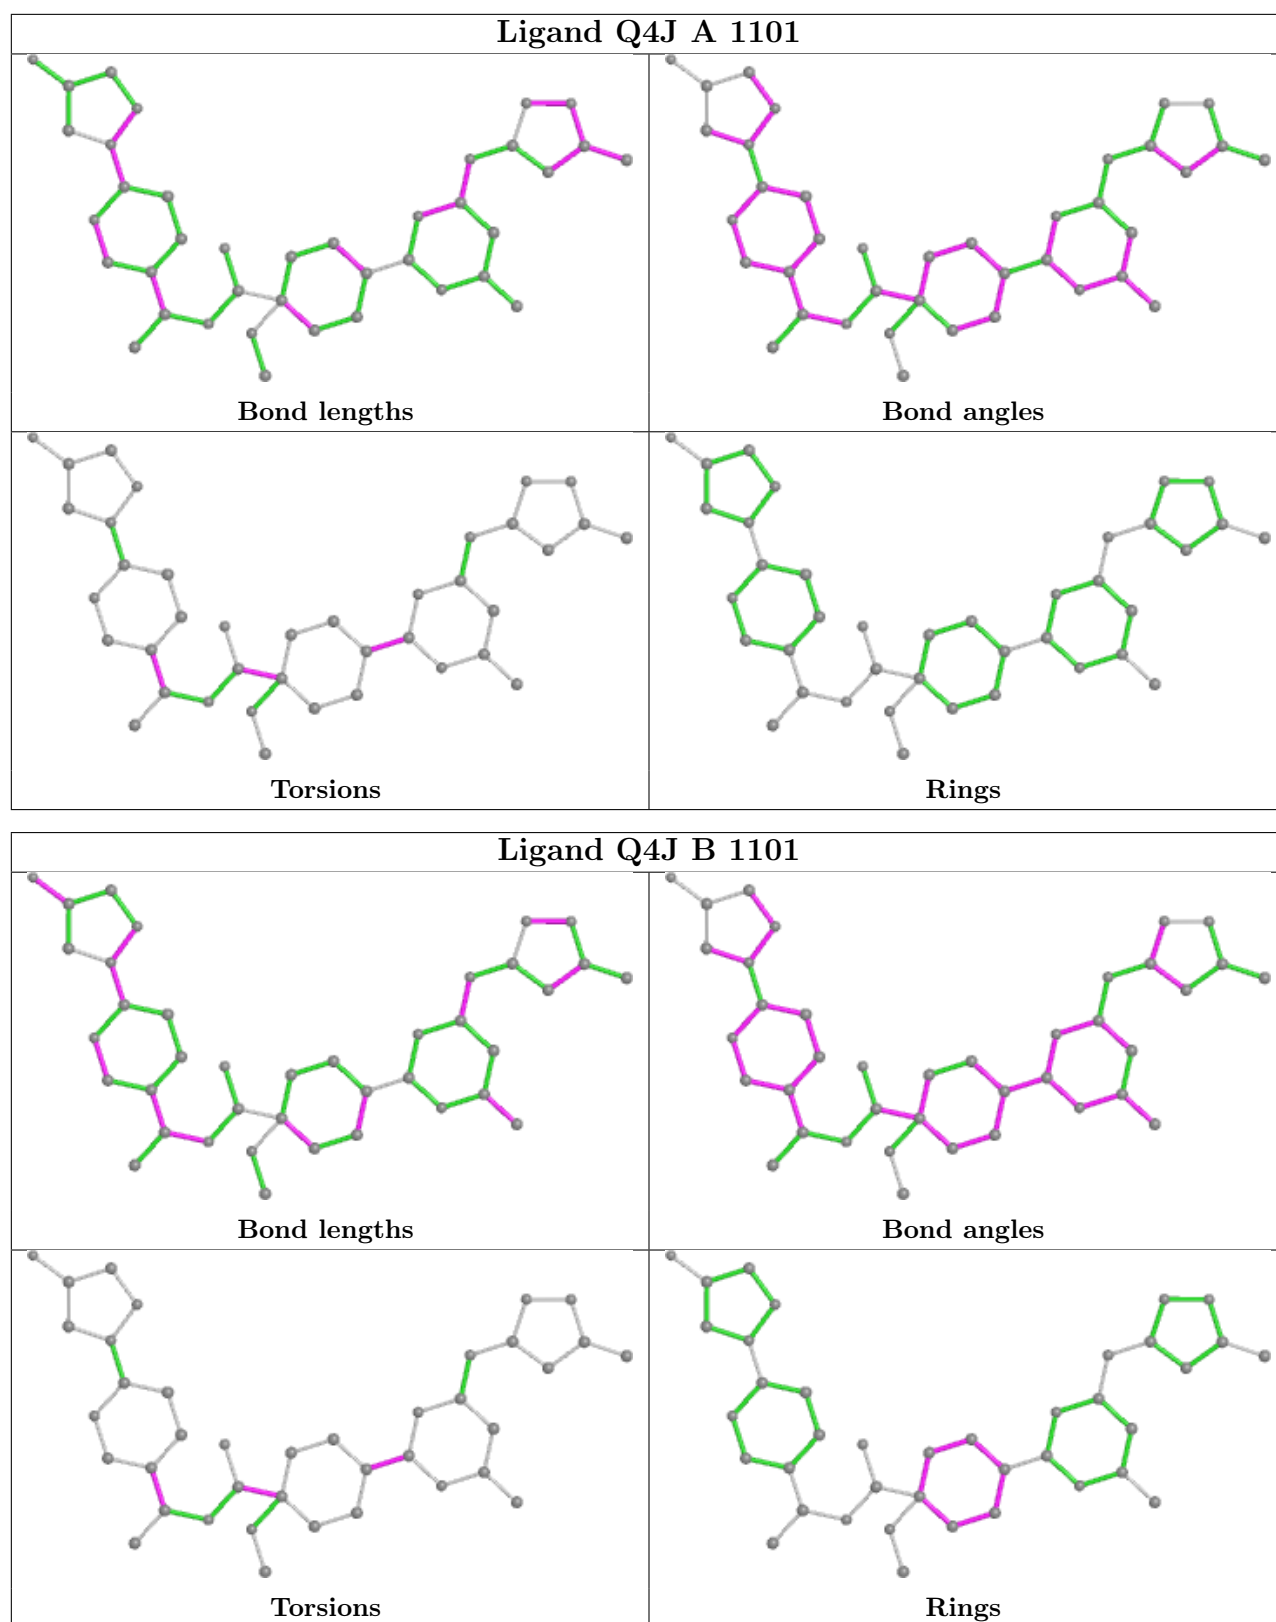 Ligand Q4J A 1101
Bond lengths
Bond angles
Torsions
Rings
Ligand Q4J B 1101
Bond lengths
Bond angles
Torsions
Rings